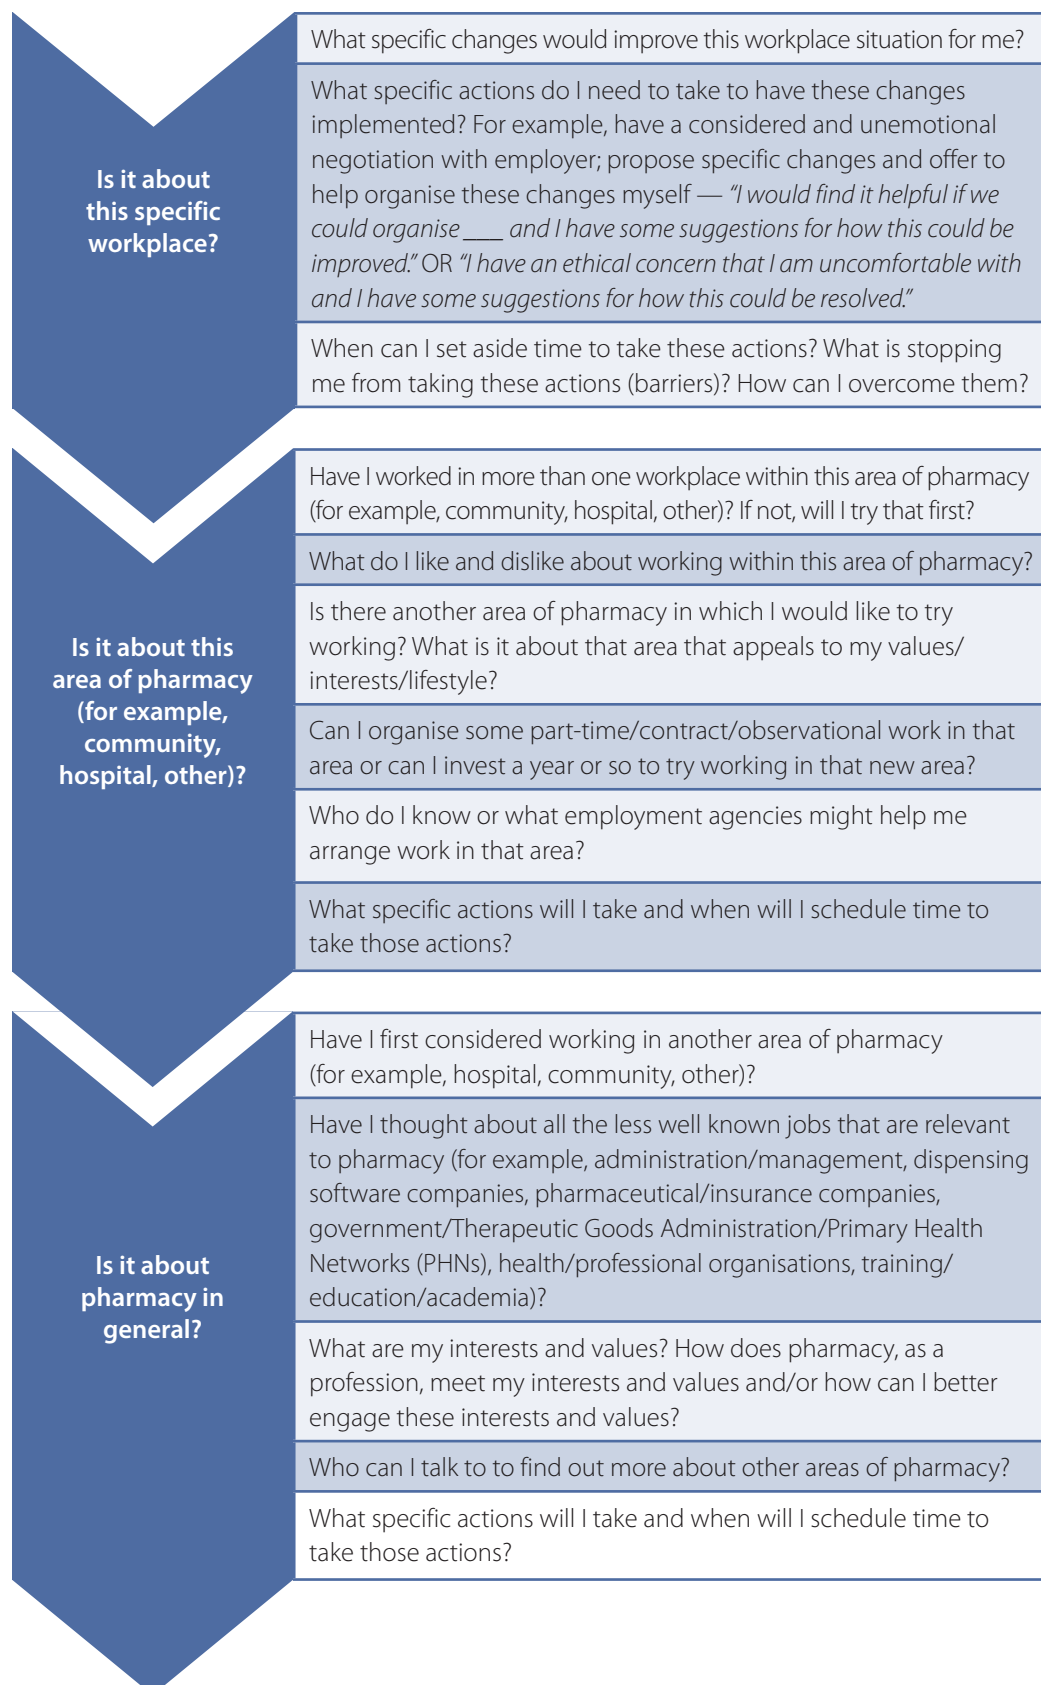 What specific changes would improve this workplace situation for me?
What specific actions do I need to take to have these changes
implemented? For example, have a considered and unemotional
negotiation with employer; propose specific changes and offer to
help organise these changes myself — “I would find it helpful if we
could organise ___ and I have some suggestions for how this could be
improved.” OR “I have an ethical concern that I am uncomfortable with
and I have some suggestions for how this could be resolved.”
When can I set aside time to take these actions? What is stopping
me from taking these actions (barriers)? How can I overcome them?
Is it about
this specific
workplace?
Have I worked in more than one workplace within this area of pharmacy
(for example, community, hospital, other)? If not, will I try that first?
What do I like and dislike about working within this area of pharmacy?
Is there another area of pharmacy in which I would like to try
working? What is it about that area that appeals to my values/
interests/lifestyle?
Can I organise some part-time/contract/observational work in that
area or can I invest a year or so to try working in that new area?
Who do I know or what employment agencies might help me
arrange work in that area?
What specific actions will I take and when will I schedule time to
take those actions?
Is it about this
area of pharmacy
(for example,
community,
hospital, other)?
Have I first considered working in another area of pharmacy
(for example, hospital, community, other)?
Have I thought about all the less well known jobs that are relevant
to pharmacy (for example, administration/management, dispensing
software companies, pharmaceutical/insurance companies,
government/Therapeutic Goods Administration/Primary Health
Networks (PHNs), health/professional organisations, training/
education/academia)?
What are my interests and values? How does pharmacy, as a
profession, meet my interests and values and/or how can I better
engage these interests and values?
Who can I talk to to find out more about other areas of pharmacy?
What specific actions will I take and when will I schedule time to
take those actions?
Is it about
pharmacy in
general?